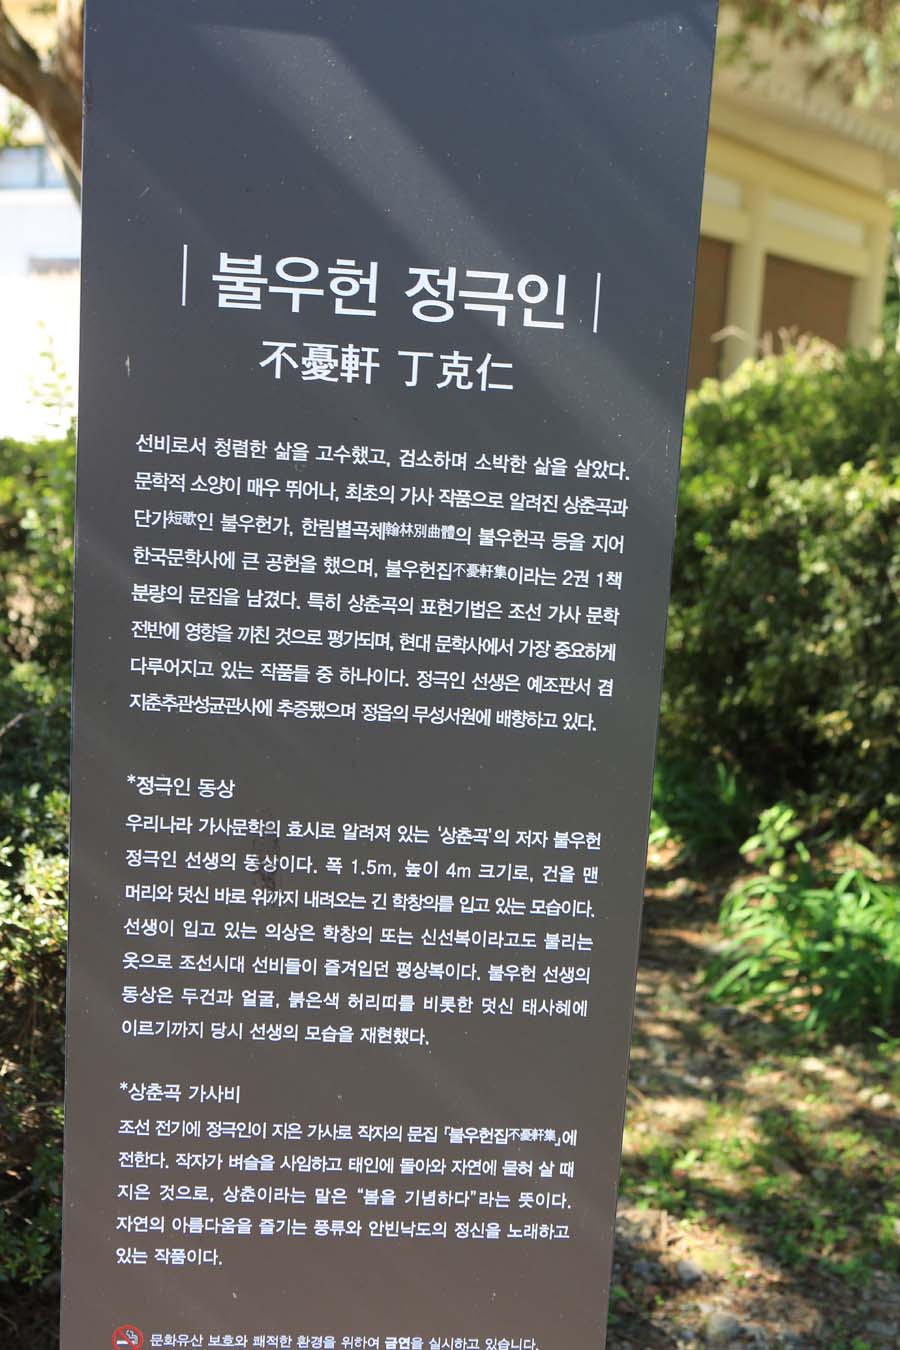 불우헌 정극인
不憂軒 丁克仁
선비로서 청렴한 삶을 고수했고, 검소하며 소박한 삶을 살았다.
문학적 소양이 매우 뛰어나, 최초의 가사 작품으로 알려진 상춘곡과
단가短歌인 불우헌가, 한림별곡체翰林別曲體의 불우헌곡 등을 지어
한국문학사에 큰 공헌을 했으며, 불우헌집不憂軒集이라는 2권 1책
분량의 문집을 남겼다. 특히 상춘곡의 표현기법은 조선 가사 문학
전반에 영향을 끼친 것으로 평가되며, 현대 문학사에서 가장 중요하게
다루어지고 있는 작품들 중 하나이다. 정극인 선생은 예조판서 겸
지춘추관성균관사에 추증됐으며 정읍의 무성서원에 배향하고 있다.
*정극인 동상
우리나라 가사문학의 효시로 알려져 있는 '상춘곡'의 저자 불우헌
정극인 선생의 동상이다. 폭 1.5m, 높이 4m 크기로, 건을 맨
머리와 덧신 바로 위까지 내려오는 긴 학창의를 입고 있는 모습이다.
선생이 입고 있는 의상은 학창의 또는 신선복이라고도 불리는
옷으로 조선시대 선비들이 즐겨입던 평상복이다. 불우헌 선생의
동상은 두건과 얼굴, 붉은색 허리띠를 비롯한 덧신 태사혜에
이르기까지 당시 선생의 모습을 재현했다.
*상춘곡 가사비
조선 전기에 정극인이 지은 가사로 작자의 문집 『불우헌집不憂軒集』에
전한다. 작자가 벼슬을 사임하고 태인에 돌아와 자연에 묻혀 살 때
지은 것으로, 상춘이라는 말은 "봄을 기념하다"라는 뜻이다.
자연의 아름다움을 즐기는 풍류와 안빈낙도의 정신을 노래하고
있는 작품이다.
문화유산 보호와 쾌적한 환경을 위하여 금연을 실시하고 있습니다.